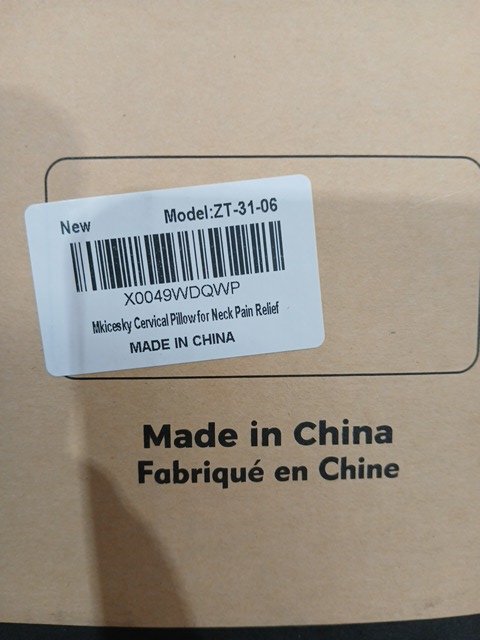 New Model:ZT-31-06
X0049WDQWP
Mkicesky Cervical Pillow for Neck Pain Relief
MADE IN CHINA
Made in China
Fabriqué en Chine